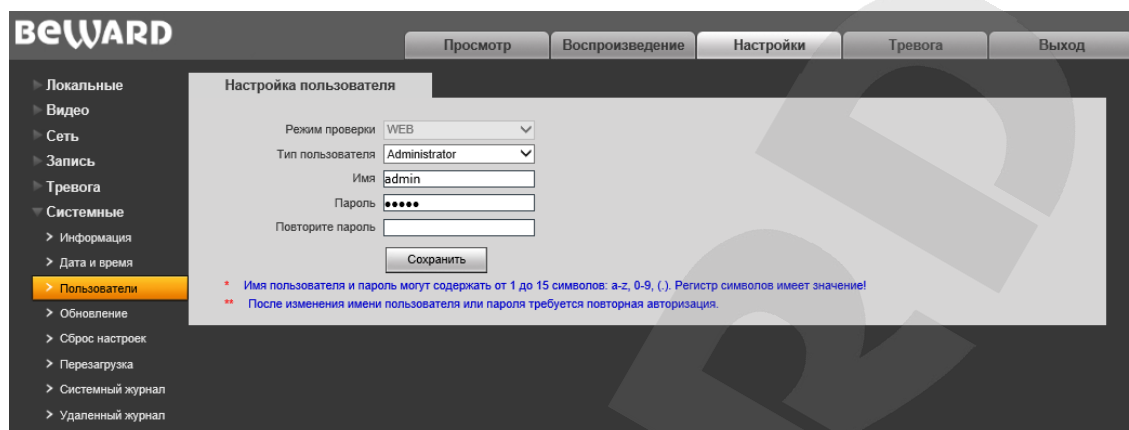 BEWARD
Просмотр
Воспроизведение
Настройки
Тревога
Выход
Локальные
Видео
Сеть
Запись
Тревога
Системные
Информация
Дата и время
Пользователи
Обновление
Сброс настроек
Перезагрузка
Системный журнал
Удаленный журнал
Настройка пользователя
Режим проверки WEB
Тип пользователя Administrator
Имя admin
Пароль •••••
Повторите пароль
Сохранить
* Имя пользователя и пароль могут содержать от 1 до 15 символов: a-z, 0-9, (.). Регистр символов имеет значение!
** После изменения имени пользователя или пароля требуется повторная авторизация.